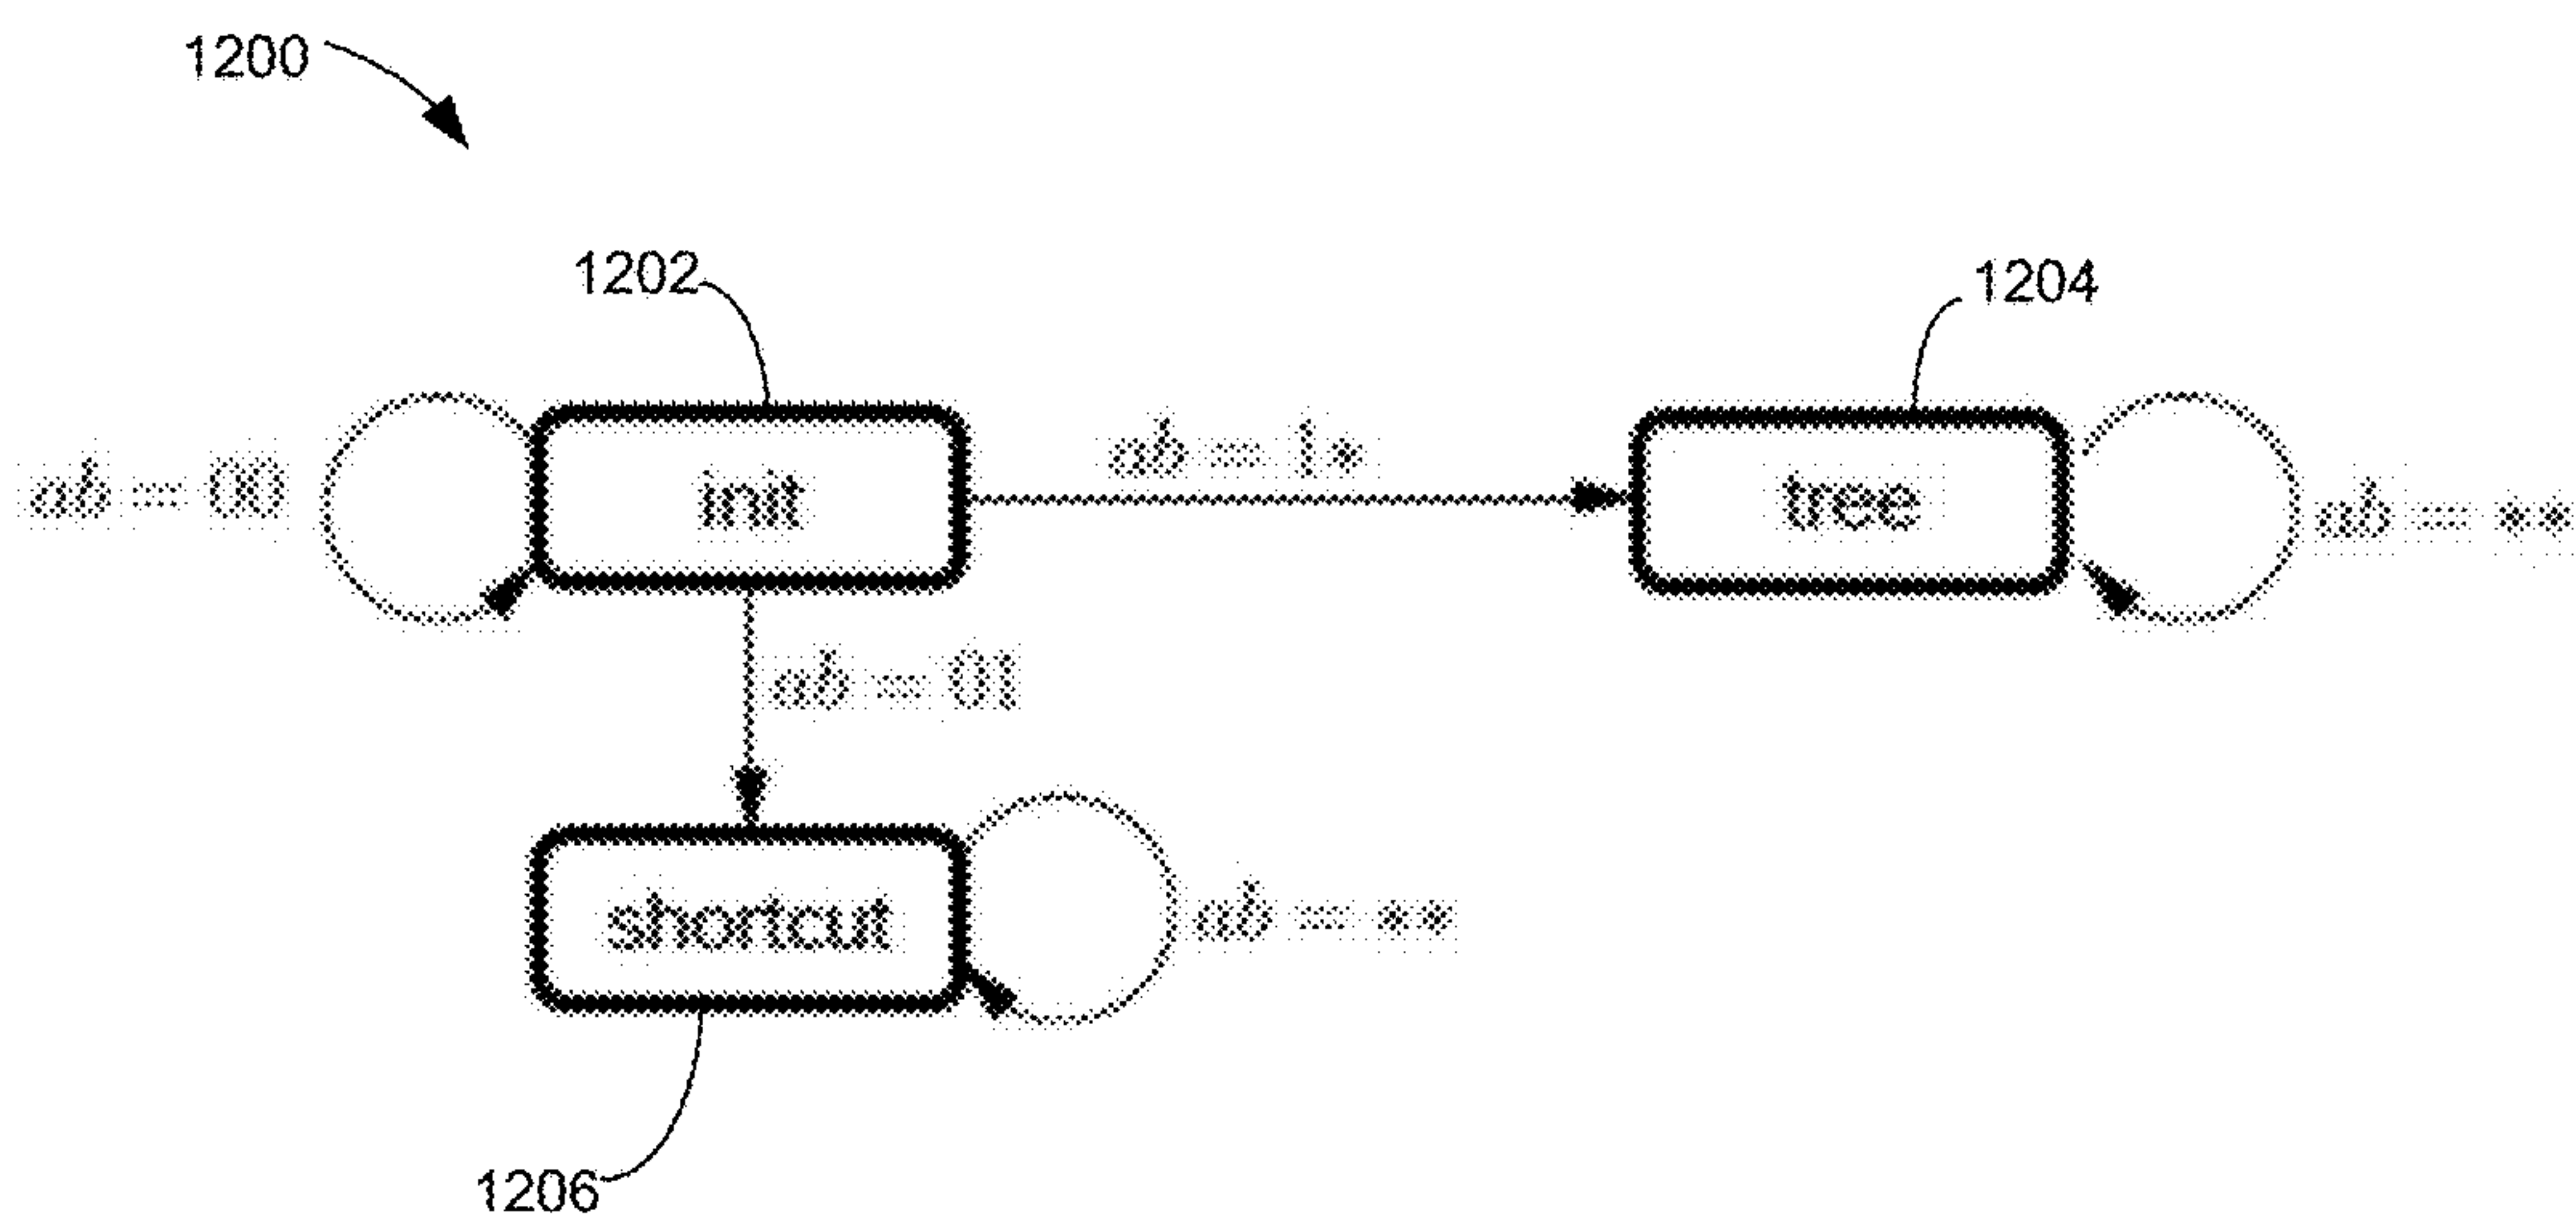 1200
1202
1204
ab = 00
init
ab = 1*
tree
ab = **
ab = 01
shortcut
ab = **
1206